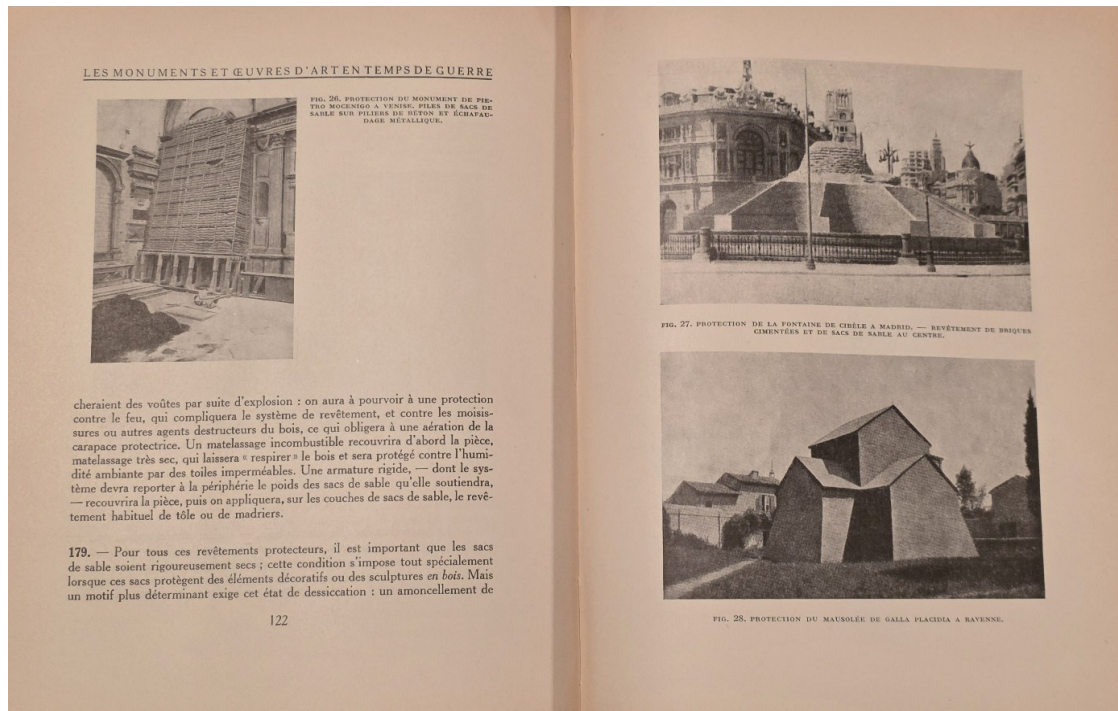 LES MONUMENTS ET ŒUVRES D'ART EN TEMPS DE GUERRE
FIG. 26. PROTECTION DU MONUMENT DE PIE-
TRO MOCENIGO A VENISE. PILES DE SACS DE
SABLE SUR PILIERS DE BÉTON ET ÉCHAFAU-
DAGE MÉTALLIQUE.
cheraient des voûtes par suite d'explosion : on aura à pourvoir à une protection
contre le feu, qui compliquera le système de revêtement, et contre les moisis-
sures ou autres agents destructeurs du bois, ce qui obligera à une aération de la
carapace protectrice. Un matelassage incombustible recouvrira d'abord la pièce,
matelassage très sec, qui laissera « respirer » le bois et sera protégé contre l'humi-
dité ambiante par des toiles imperméables. Une armature rigide, — dont le sys-
tème devra reporter à la périphérie le poids des sacs de sable qu'elle soutiendra,
— recouvrira la pièce, puis on appliquera, sur les couches de sacs de sable, le revê-
tement habituel de tôle ou de madriers.
179. — Pour tous ces revêtements protecteurs, il est important que les sacs
de sable soient rigoureusement secs ; cette condition s'impose tout spécialement
lorsque ces sacs protègent des éléments décoratifs ou des sculptures en bois. Mais
un motif plus déterminant exige cet état de dessiccation : un amoncellement de
122
FIG. 27. PROTECTION DE LA FONTAINE DE CIBÈLE A MADRID. — REVÊTEMENT DE BRIQUES
CIMENTÉES ET DE SACS DE SABLE AU CENTRE.
FIG. 28. PROTECTION DU MAUSOLÉE DE GALLA PLACIDIA A RAVENNE.